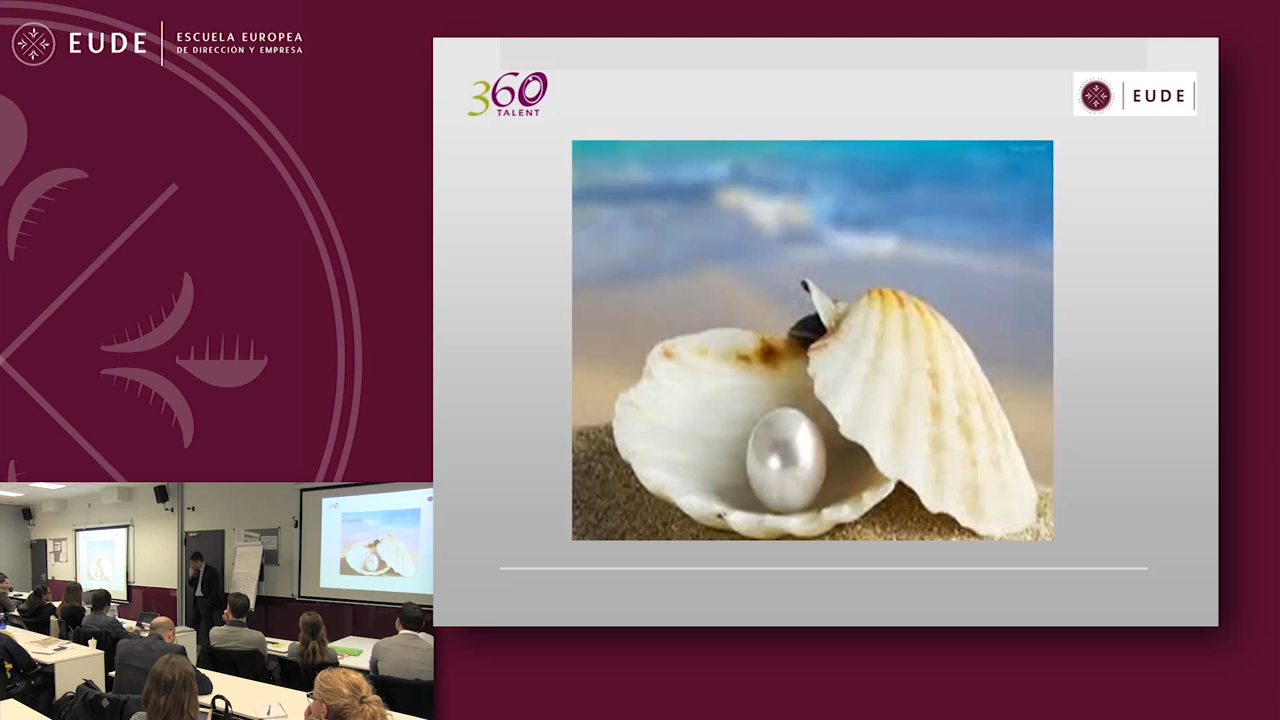 EUDE
ESCUELA EUROPEA
DE DIRECCIÓN Y EMPRESA
360
TALENT
EUDE